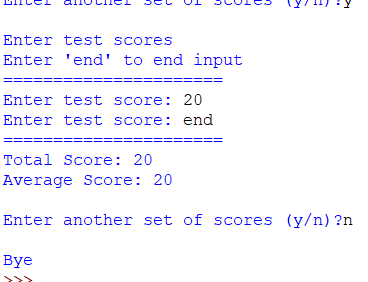 Enter another set of scores (y/n)?y
Enter test scores
Enter 'end' to end input
======================
Enter test score: 20
Enter test score: end
======================
Total Score: 20
Average Score: 20
Enter another set of scores (y/n)?n
Bye
>>>